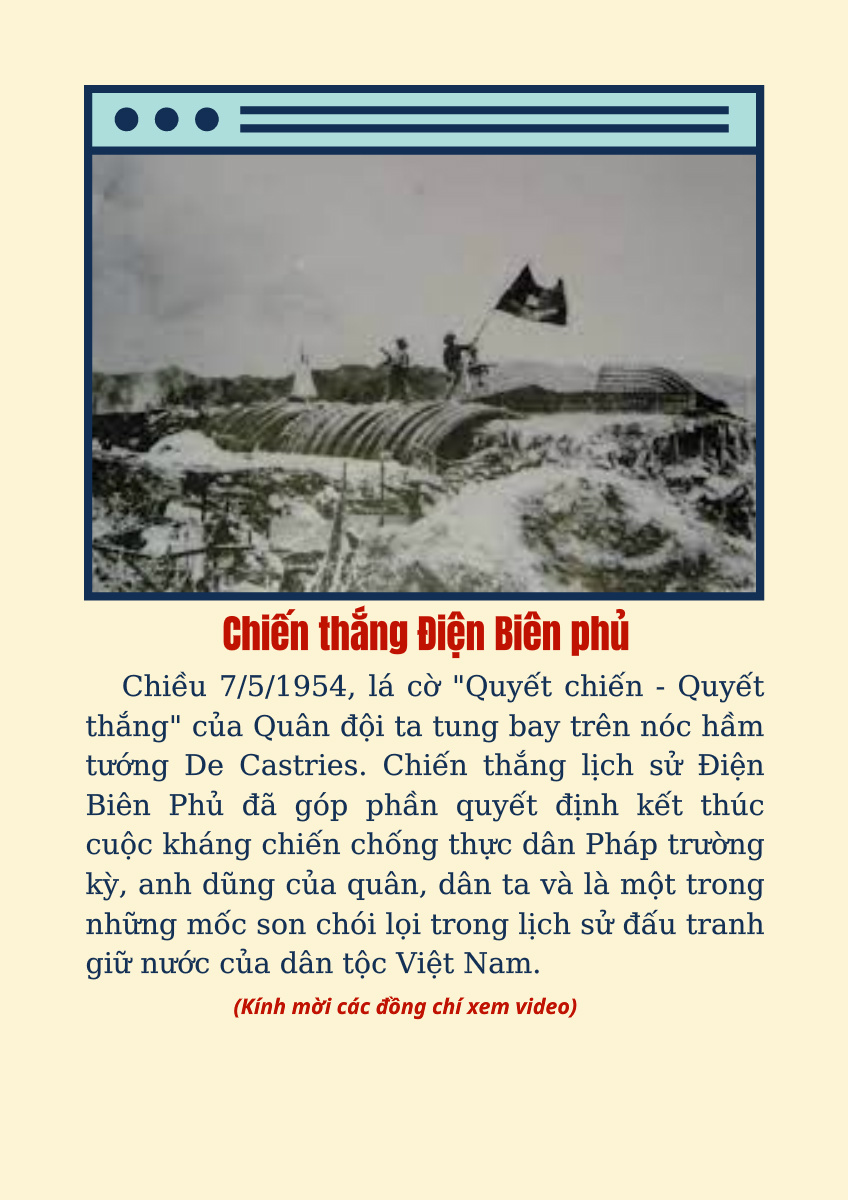 Chiến thắng Điện Biên phủ
Chiều 7/5/1954, lá cờ "Quyết chiến - Quyết
thắng" của Quân đội ta tung bay trên nóc hầm
tướng De Castries. Chiến thắng lịch sử Điện
Biên Phủ đã góp phần quyết định kết thúc
cuộc kháng chiến chống thực dân Pháp trường
kỳ, anh dũng của quân, dân ta và là một trong
những mốc son chói lọi trong lịch sử đấu tranh
giữ nước của dân tộc Việt Nam.
(Kính mời các đồng chí xem video)